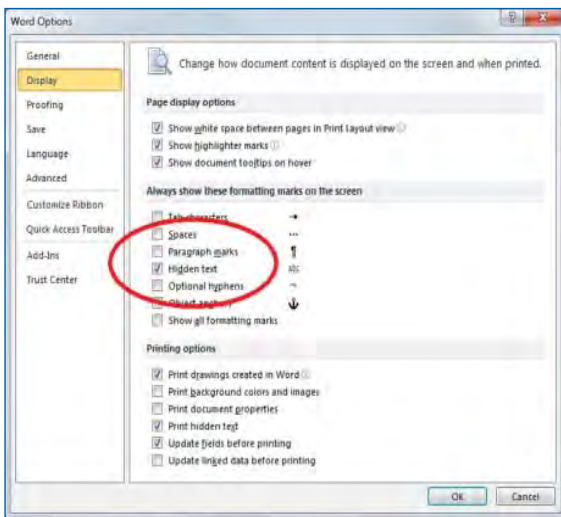 Word Options
General
Display
Proofing
Save
Language
Advanced
Customize Ribbon
Quick Access Toolbar
Add-Ins
Trust Center
Change how document content is displayed on the screen and when printed.
Page display options
Show white space between pages in Print Layout view
Show highlighter marks
Show document tooltips on hover
Always show these formatting marks on the screen
Tab characters
Spaces
Paragraph marks ¶
Hidden text abc
Optional hyphens ¬
Object anchors
Show all formatting marks
Printing options
Print drawings created in Word
Print background colors and images
Print document properties
Print hidden text
Update fields before printing
Update linked data before printing
OK Cancel